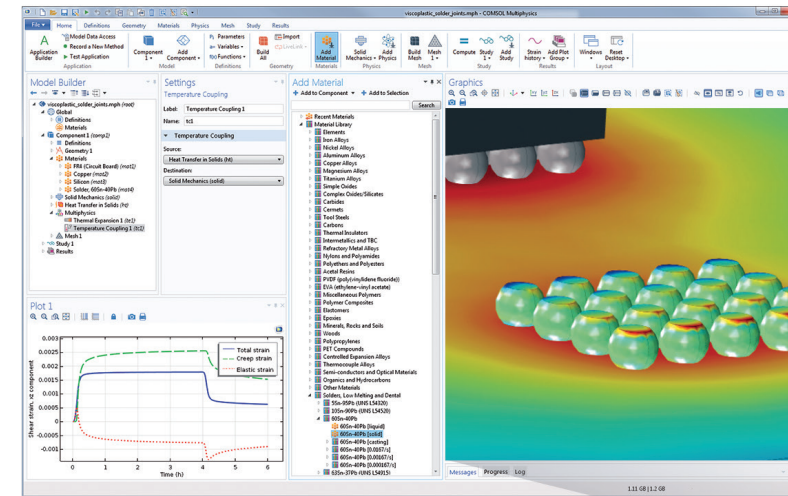 viscoplastic_solder_joints.mph - COMSOL Multiphysics
File Home Definitions Geometry Materials Physics Mesh Study Results
Application Builder
Model Data Access
Record a New Method
Test Application
Application
Component 1
Add Component
Model
Pi Parameters
a= Variables
f(x) Functions
Definitions
Build All
Import
LiveLink
Geometry
Add Material
Materials
Solid Mechanics
Add Physics
Physics
Build Mesh
Mesh 1
Mesh
Compute
Study 1
Add Study
Study
Strain history
Add Plot Group
Results
Windows
Reset Desktop
Layout
Model Builder
viscoplastic_solder_joints.mph (root)
Global
Definitions
Materials
Component 1 (comp1)
Definitions
Geometry 1
Materials
FR4 (Circuit Board) (mat1)
Copper (mat2)
Silicon (mat3)
Solder, 60Sn-40Pb (mat4)
Solid Mechanics (solid)
Heat Transfer in Solids (ht)
Multiphysics
Thermal Expansion 1 (te1)
Temperature Coupling 1 (tc1)
Mesh 1
Study 1
Results
Settings
Temperature Coupling
Label: Temperature Coupling 1
Name: tc1
Temperature Coupling
Source:
Heat Transfer in Solids (ht)
Destination:
Solid Mechanics (solid)
Add Material
Add to Component Add to Selection
Search
Recent Materials
Material Library
Elements
Iron Alloys
Nickel Alloys
Aluminum Alloys
Copper Alloys
Magnesium Alloys
Titanium Alloys
Simple Oxides
Complex Oxides/Silicates
Carbides
Cermets
Tool Steels
Carbons
Thermal Insulators
Intermetallics and TBC
Refractory Metal Alloys
Nylons and Polyamides
Polyethers and Polyesters
Acetal Resins
PVDF (poly(vinylidene fluoride))
EVA (ethylene-vinyl acetate)
Miscellaneous Polymers
Polymer Composites
Elastomers
Epoxies
Minerals, Rocks and Soils
Woods
Polypropylenes
PET Compounds
Controlled Expansion Alloys
Thermocouple Alloys
Semi-conductors and Optical Materials
Organics and Hydrocarbons
Other Materials
Solders, Low Melting and Dental
5Sn-95Pb (UNS L54320)
10Sn-90Pb (UNS L54520)
60Sn-40Pb
60Sn-40Pb [liquid]
60Sn-40Pb [solid]
60Sn-40Pb [casting]
60Sn-40Pb [0.0167/s]
60Sn-40Pb [0.00167/s]
60Sn-40Pb [0.000167/s]
63Sn-37Pb (UNS L54915)
Graphics
Plot 1
Shear strain, xz component
0.003
0.0025
0.002
0.0015
0.001
0.0005
0
-0.0005
-0.001
0 1 2 3 4 5 6
Time (h)
Total strain
Creep strain
Elastic strain
Messages Progress Log
1.11 GB | 1.2 GB